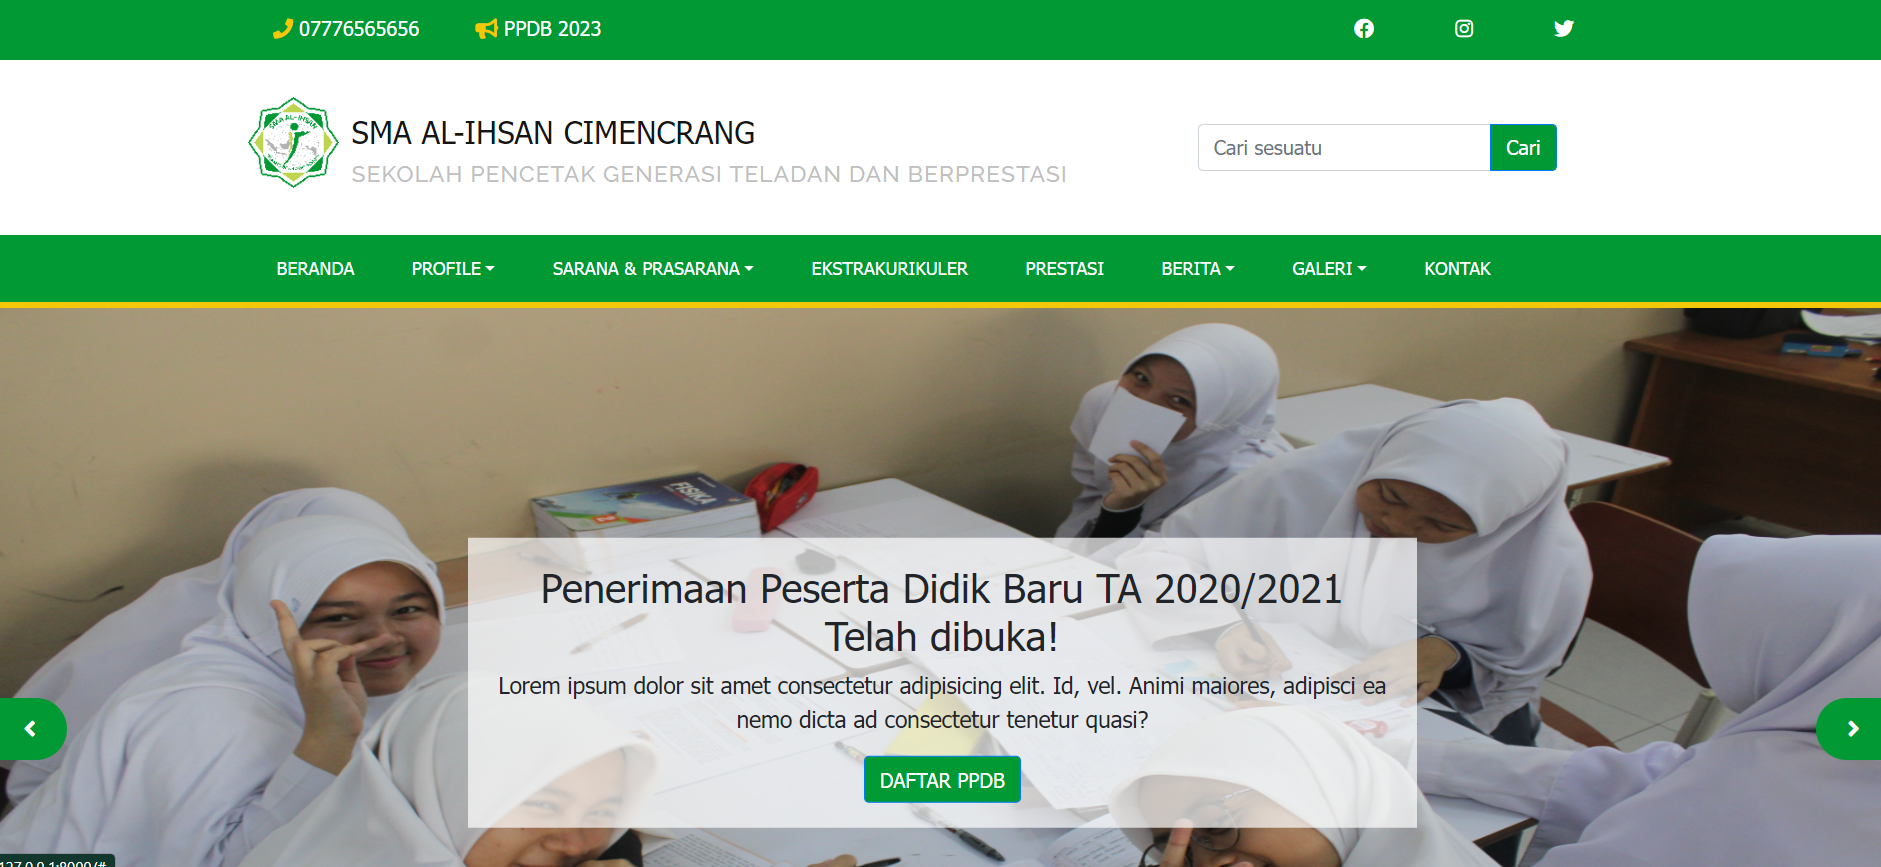 07776565656
PPDB 2023
SMA AL-IHSAN CIMENCRANG
SEKOLAH PENCETAK GENERASI TELADAN DAN BERPRESTASI
Cari sesuatu
Cari
BERANDA
PROFILE
SARANA & PRASARANA
EKSTRAKURIKULER
PRESTASI
BERITA
GALERI
KONTAK
FISIKA
2
Penerimaan Peserta Didik Baru TA 2020/2021
Telah dibuka!
Lorem ipsum dolor sit amet consectetur adipisicing elit. Id, vel. Animi maiores, adipisci ea
nemo dicta ad consectetur tenetur quasi?
DAFTAR PPDB
127.0.0.1:8000/#